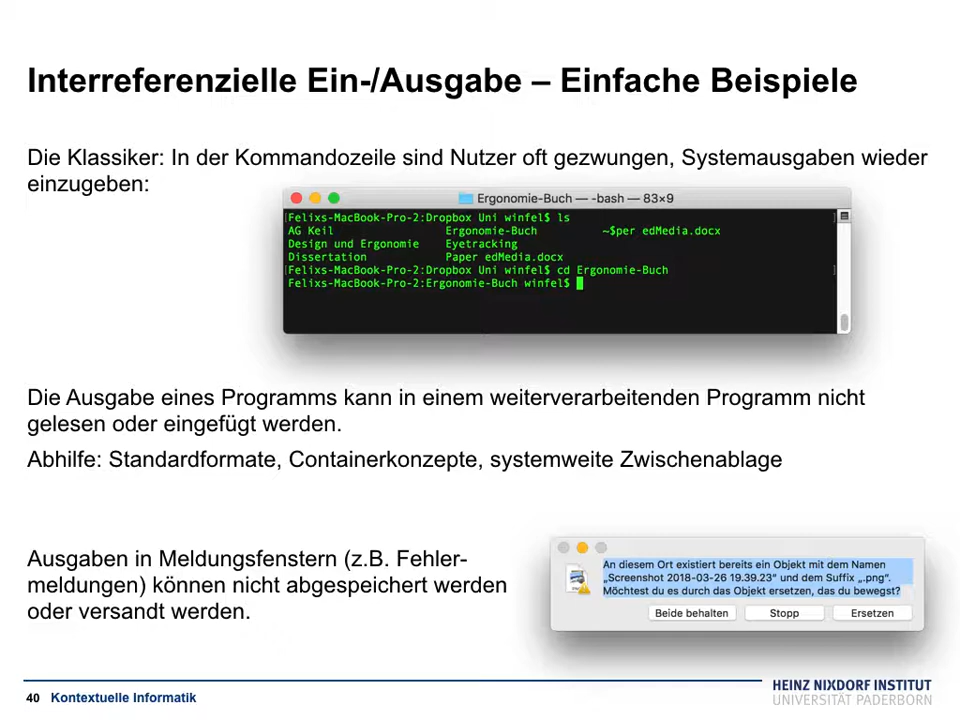 Interreferenzielle Ein-/Ausgabe – Einfache Beispiele
Die Klassiker: In der Kommandozeile sind Nutzer oft gezwungen, Systemausgaben wieder
einzugeben:
Ergonomie-Buch — -bash — 83×9
[Felixs-MacBook-Pro-2:Dropbox Uni winfel$ ls ]
AG Keil Ergonomie-Buch ~$per edMedia.docx
Design und Ergonomie Eyetracking
Dissertation Paper edMedia.docx
[Felixs-MacBook-Pro-2:Dropbox Uni winfel$ cd Ergonomie-Buch ]
Felixs-MacBook-Pro-2:Ergonomie-Buch winfel$
Die Ausgabe eines Programms kann in einem weiterverarbeitenden Programm nicht
gelesen oder eingefügt werden.
Abhilfe: Standardformate, Containerkonzepte, systemweite Zwischenablage
Ausgaben in Meldungsfenstern (z.B. Fehler-
meldungen) können nicht abgespeichert werden
oder versandt werden.
An diesem Ort existiert bereits ein Objekt mit dem Namen
„Screenshot 2018-03-26 19.39.23“ und dem Suffix „.png“.
Möchtest du es durch das Objekt ersetzen, das du bewegst?
Beide behalten Stopp Ersetzen
40 Kontextuelle Informatik
HEINZ NIXDORF INSTITUT
UNIVERSITÄT PADERBORN